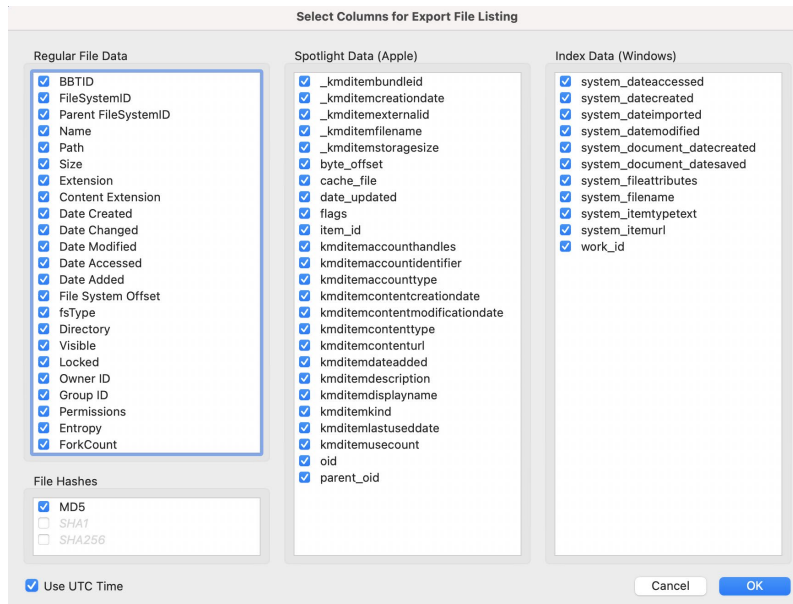 Select Columns for Export File Listing
Regular File Data
BBTID
FileSystemID
Parent FileSystemID
Name
Path
Size
Extension
Content Extension
Date Created
Date Changed
Date Modified
Date Accessed
Date Added
File System Offset
fsType
Directory
Visible
Locked
Owner ID
Group ID
Permissions
Entropy
ForkCount
File Hashes
MD5
SHA1
SHA256
Use UTC Time
Spotlight Data (Apple)
_kmditembundleid
_kmditemcreationdate
_kmditemexternalid
_kmditemfilename
_kmditemstoragesize
byte_offset
cache_file
date_updated
flags
item_id
kmditemaccounthandles
kmditemaccountidentifier
kmditemaccounttype
kmditemcontentcreationdate
kmditemcontentmodificationdate
kmditemcontenttype
kmditemcontenturl
kmditemdateadded
kmditemdescription
kmditemdisplayname
kmditemkind
kmditemlastuseddate
kmditemusecount
oid
parent_oid
Index Data (Windows)
system_dateaccessed
system_datecreated
system_dateimported
system_datemodified
system_document_datecreated
system_document_datesaved
system_fileattributes
system_filename
system_itemtypetext
system_itemurl
work_id
Cancel
OK